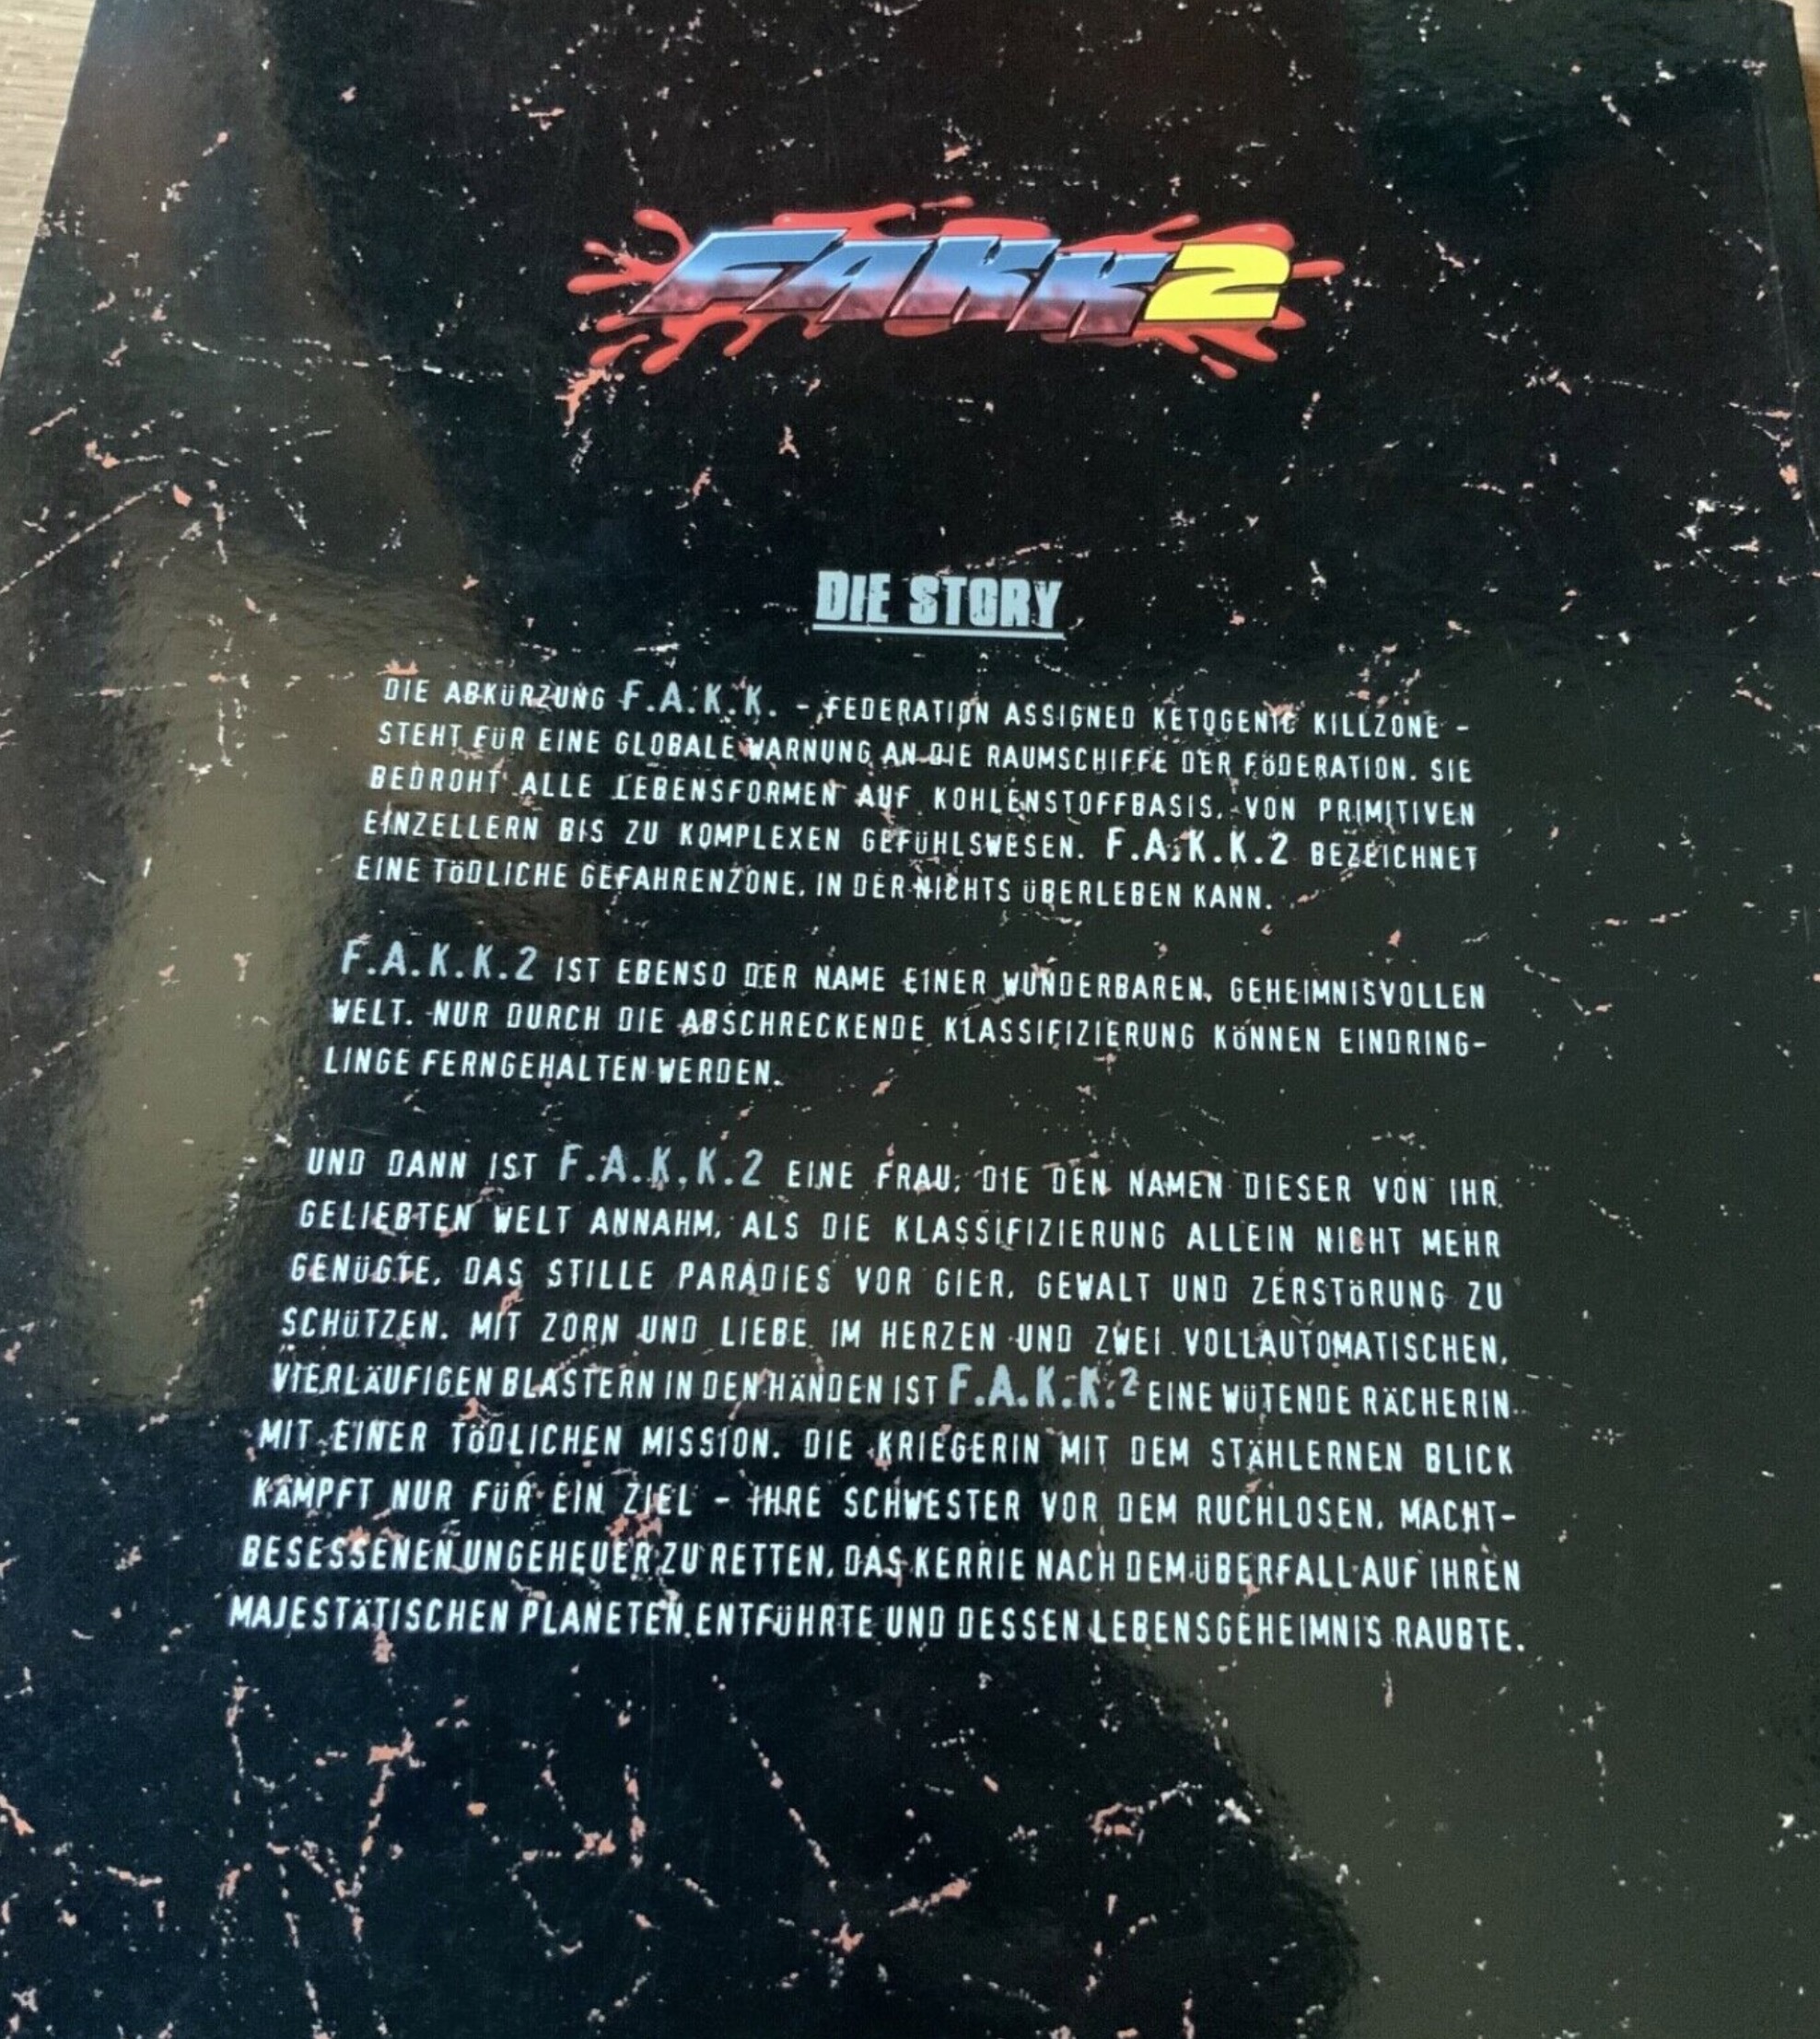 FAKK2
DIE STORY
DIE ABKÜRZUNG F.A.K.K. - FEDERATION ASSIGNED KETOGENIC KILLZONE -
STEHT FÜR EINE GLOBALE WARNUNG AN DIE RAUMSCHIFFE DER FÖDERATION. SIE
BEDROHT ALLE LEBENSFORMEN AUF KOHLENSTOFFBASIS, VON PRIMITIVEN
EINZELLERN BIS ZU KOMPLEXEN GEFÜHLSWESEN. F.A.K.K.2 BEZEICHNET
EINE TÖDLICHE GEFAHRENZONE, IN DER NICHTS ÜBERLEBEN KANN.
F.A.K.K.2 IST EBENSO DER NAME EINER WUNDERBAREN, GEHEIMNISVOLLEN
WELT. NUR DURCH DIE ABSCHRECKENDE KLASSIFIZIERUNG KÖNNEN EINDRING-
LINGE FERNGEHALTEN WERDEN.
UND DANN IST F.A.K.K.2 EINE FRAU, DIE DEN NAMEN DIESER VON IHR
GELIEBTEN WELT ANNAHM, ALS DIE KLASSIFIZIERUNG ALLEIN NICHT MEHR
GENÜGTE, DAS STILLE PARADIES VOR GIER, GEWALT UND ZERSTÖRUNG ZU
SCHÜTZEN. MIT ZORN UND LIEBE IM HERZEN UND ZWEI VOLLAUTOMATISCHEN,
VIERLÄUFIGEN BLASTERN IN DEN HÄNDEN IST F.A.K.K.2 EINE WÜTENDE RÄCHERIN
MIT EINER TÖDLICHEN MISSION. DIE KRIEGERIN MIT DEM STÄHLERNEN BLICK
KÄMPFT NUR FÜR EIN ZIEL - IHRE SCHWESTER VOR DEM RUCHLOSEN, MACHT-
BESESSENEN UNGEHEUER ZU RETTEN, DAS KERRIE NACH DEM ÜBERFALL AUF IHREN
MAJESTÄTISCHEN PLANETEN ENTFÜHRTE UND DESSEN LEBENSGEHEIMNIS RAUBTE.